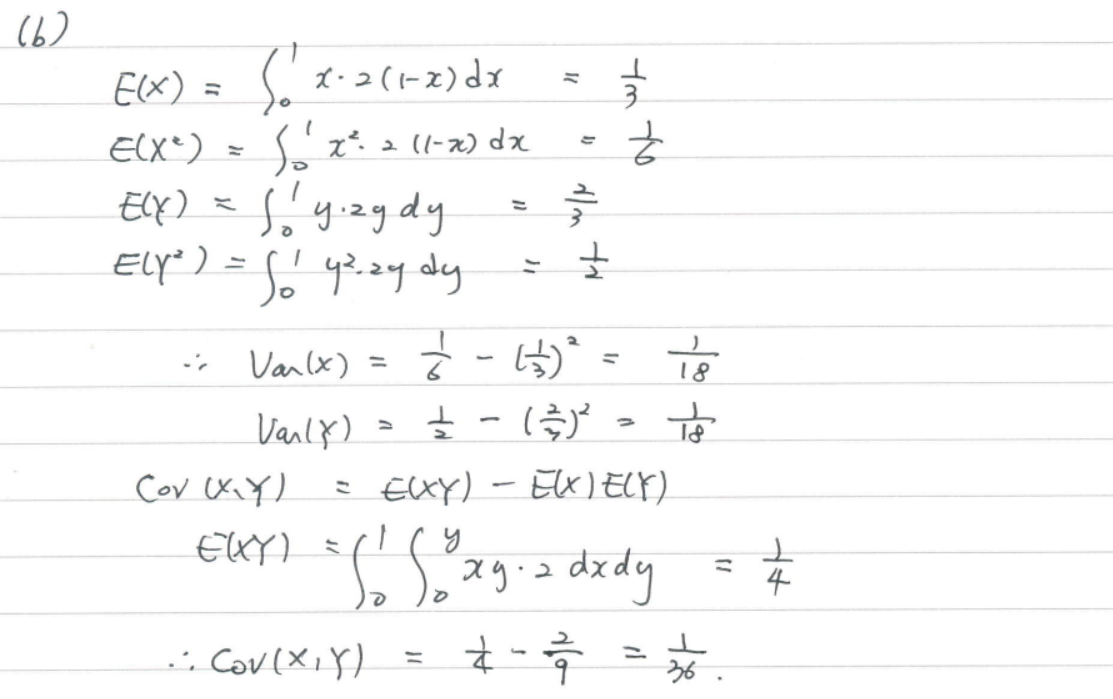 (b)
E(X) = ∫₀¹ x·2(1-x)dx = 1/3
E(X²) = ∫₀¹ x²·2(1-x)dx = 1/6
E(Y) = ∫₀¹ y·2y dy = 2/3
E(Y²) = ∫₀¹ y²·2y dy = 1/2
∴ Var(X) = 1/6 - (1/3)² = 1/18
Var(Y) = 1/2 - (2/3)² = 1/18
Cov(X,Y) = E(XY) - E(X)E(Y)
E(XY) = ∫₀¹ ∫₀ʸ xy·2 dxdy = 1/4
∴ Cov(X,Y) = 1/4 - 2/9 = 1/36.